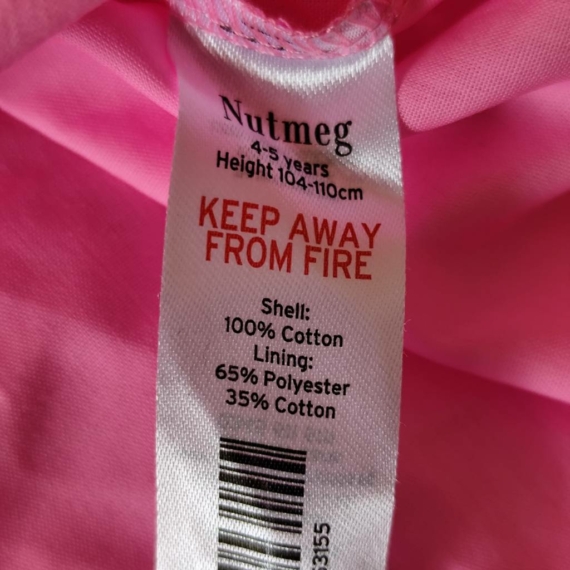 Nutmeg
4-5 years
Height 104-110cm
KEEP AWAY
FROM FIRE
Shell:
100% Cotton
Lining:
65% Polyester
35% Cotton
3155